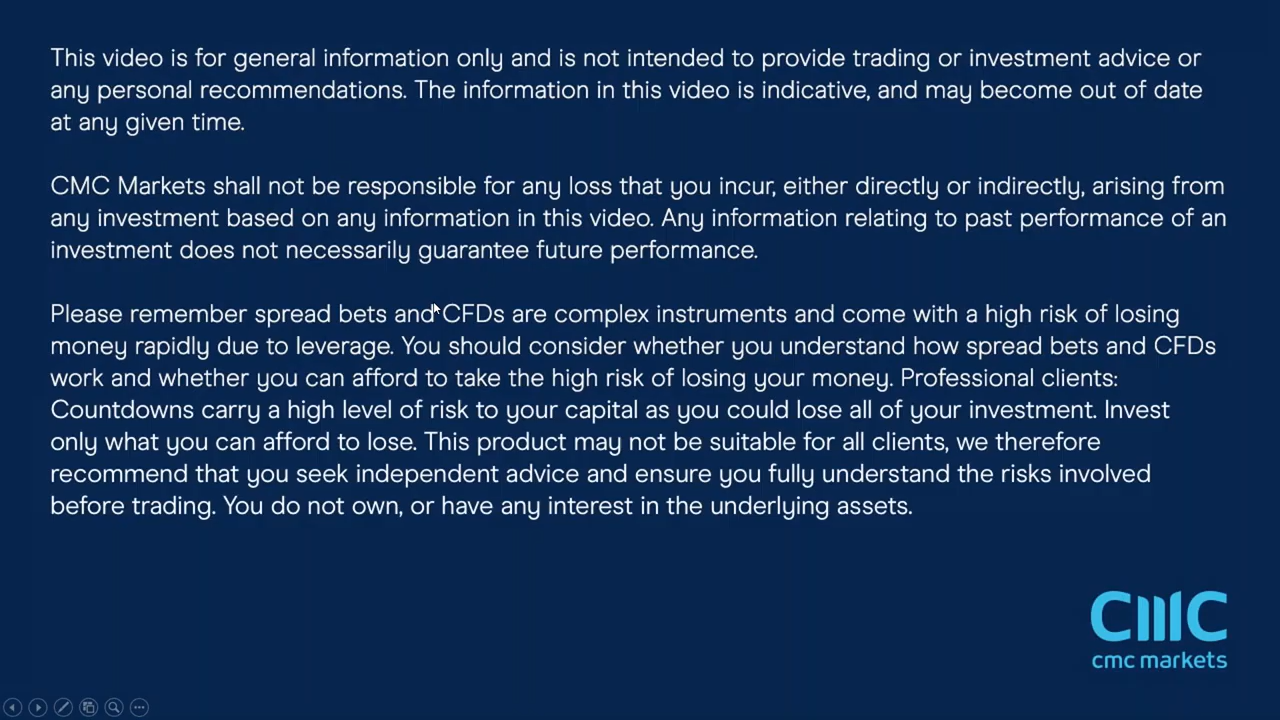 This video is for general information only and is not intended to provide trading or investment advice or
any personal recommendations. The information in this video is indicative, and may become out of date
at any given time.
CMC Markets shall not be responsible for any loss that you incur, either directly or indirectly, arising from
any investment based on any information in this video. Any information relating to past performance of an
investment does not necessarily guarantee future performance.
Please remember spread bets and CFDs are complex instruments and come with a high risk of losing
money rapidly due to leverage. You should consider whether you understand how spread bets and CFDs
work and whether you can afford to take the high risk of losing your money. Professional clients:
Countdowns carry a high level of risk to your capital as you could lose all of your investment. Invest
only what you can afford to lose. This product may not be suitable for all clients, we therefore
recommend that you seek independent advice and ensure you fully understand the risks involved
before trading. You do not own, or have any interest in the underlying assets.
CMC
cmc markets